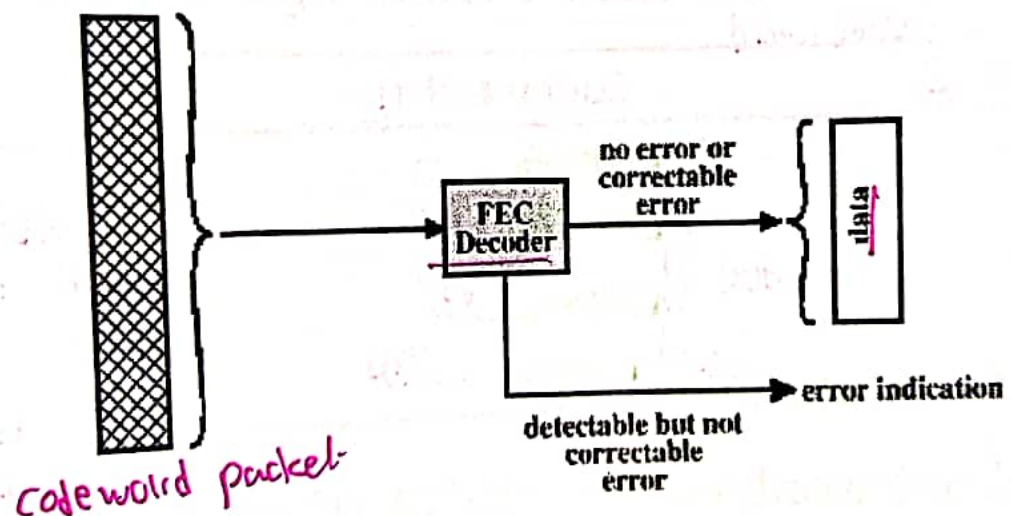 no error or
correctable
error
FEC
Decoder
data
error indication
detectable but not
correctable
error
codeword packet